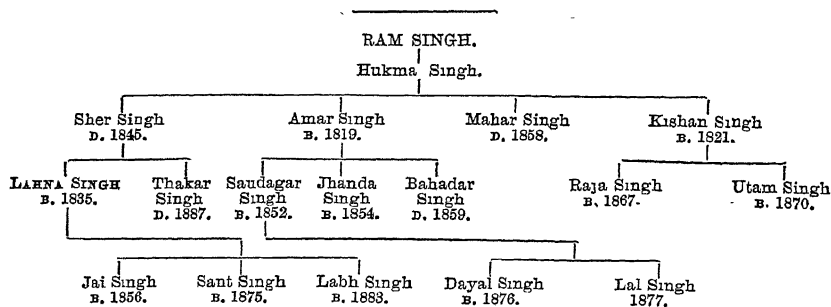 RAM SINGH.
Hukma Singh.
Sher Singh Amar Singh Mahar Singh Kishan Singh
D. 1845. B. 1819. D. 1858. B. 1821.
LAHNA SINGH Thakar Saudagar Jhanda Bahadar Raja Singh Utam Singh
B. 1835. Singh Singh Singh Singh B. 1867. B. 1870.
D. 1887. B. 1852. B. 1854. D. 1859.
Jai Singh Sant Singh Labh Singh Dayal Singh Lal Singh
B. 1856. B. 1875. B. 1883. B. 1876. 1877.